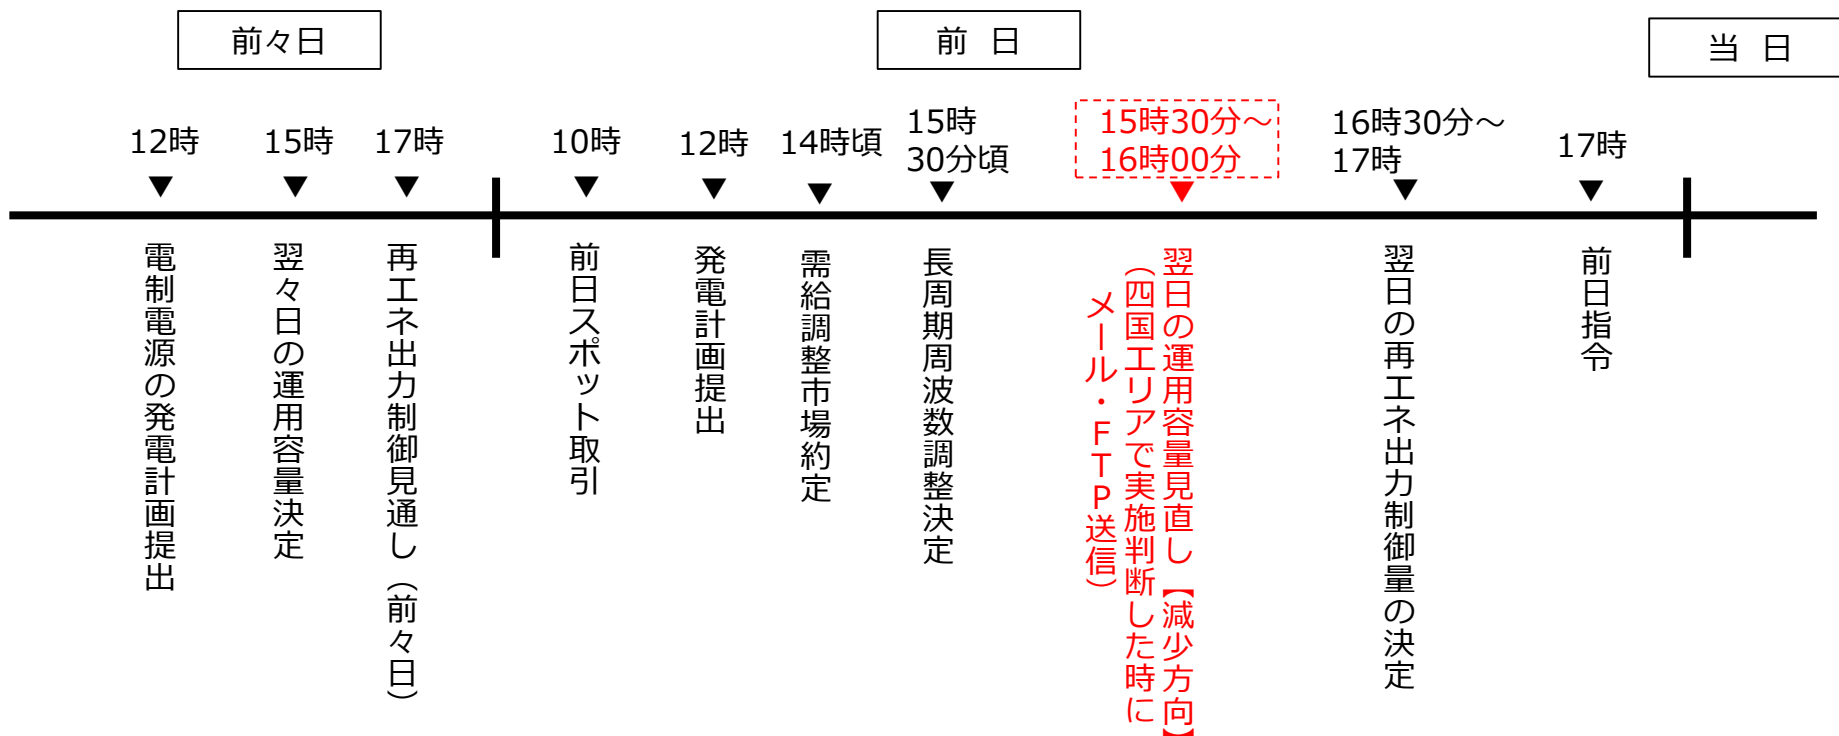 前々日
前 日
当 日
12時
15時
17時
10時
12時
14時頃
15時
30分頃
15時30分～
16時00分
16時30分～
17時
17時
電制電源の発電計画提出
翌々日の運用容量決定
再エネ出力制御見通し（前々日）
前日スポット取引
発電計画提出
需給調整市場約定
長周期周波数調整決定
翌日の運用容量見直し【減少方向】
（四国エリアで実施判断した時に
メール・ＦＴＰ送信）
翌日の再エネ出力制御量の決定
前日指令